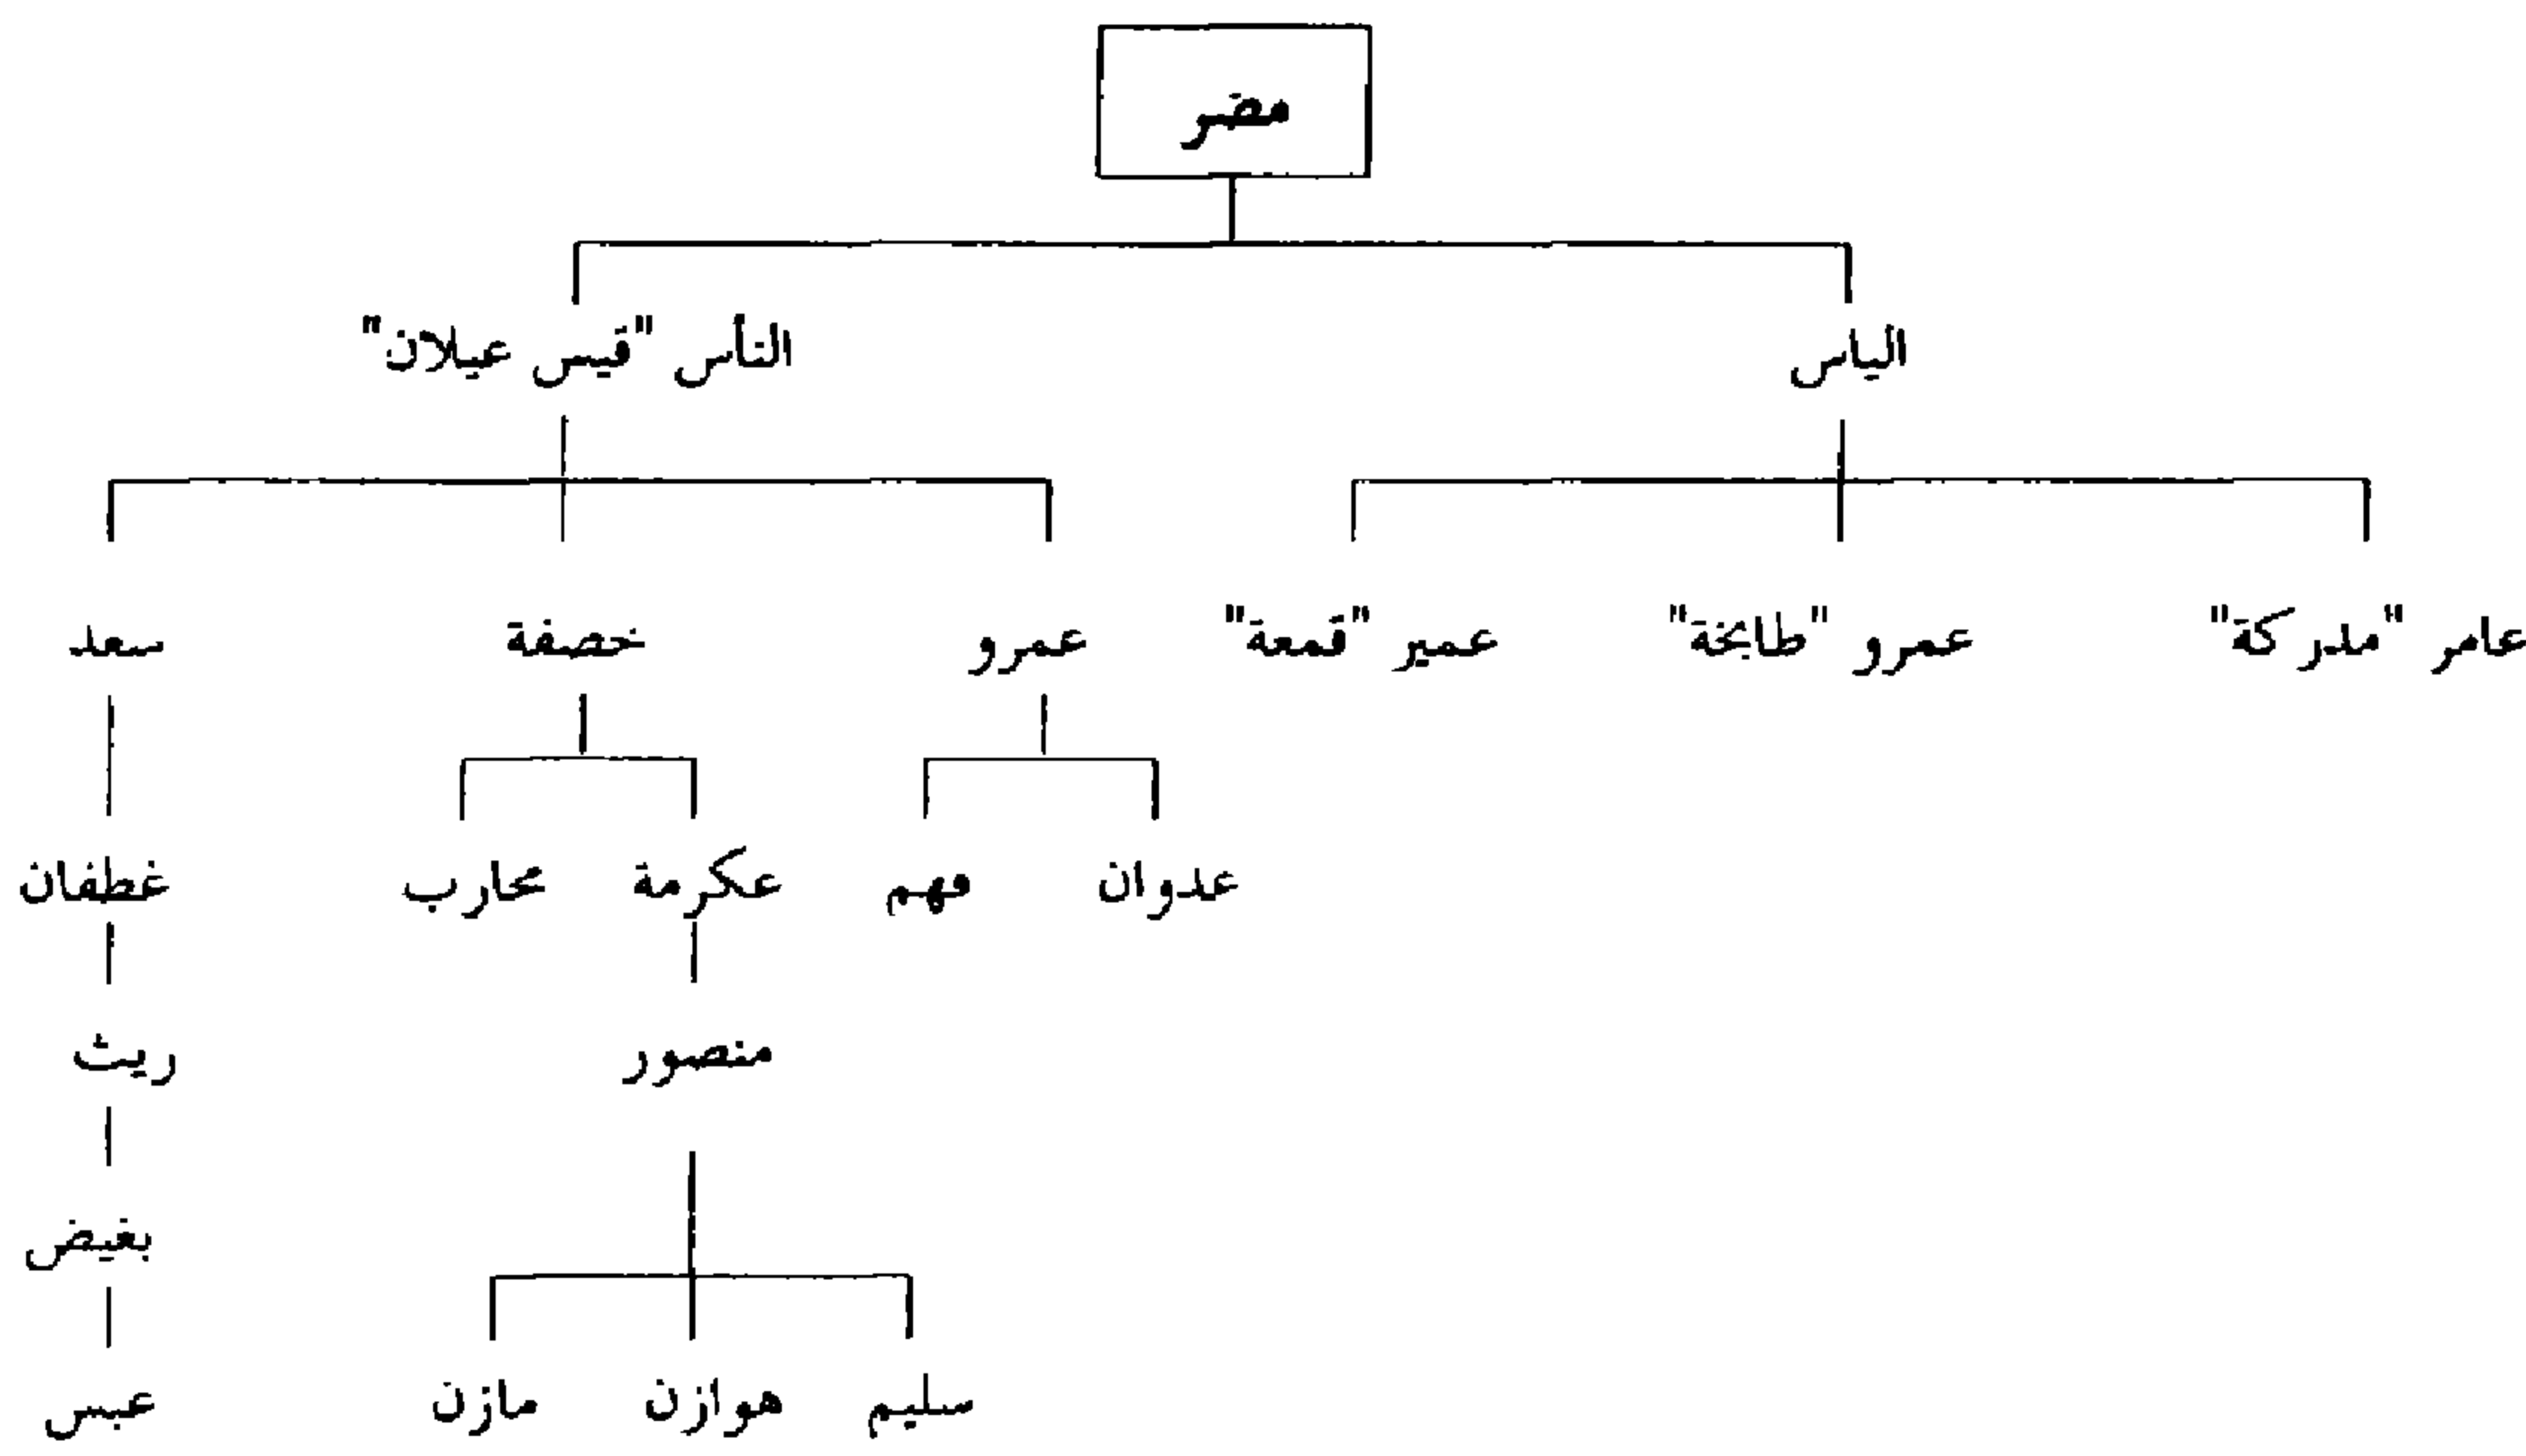 مضر
الياس النأس "قيس عيلان"
عامر "مدركة" عمرو "طابخة" عمير "قمعة" عمرو خصفة سعد
عدوان فهم عكرمة محارب غطفان
منصور ريث
بغيض
سليم هوازن مازن عبس